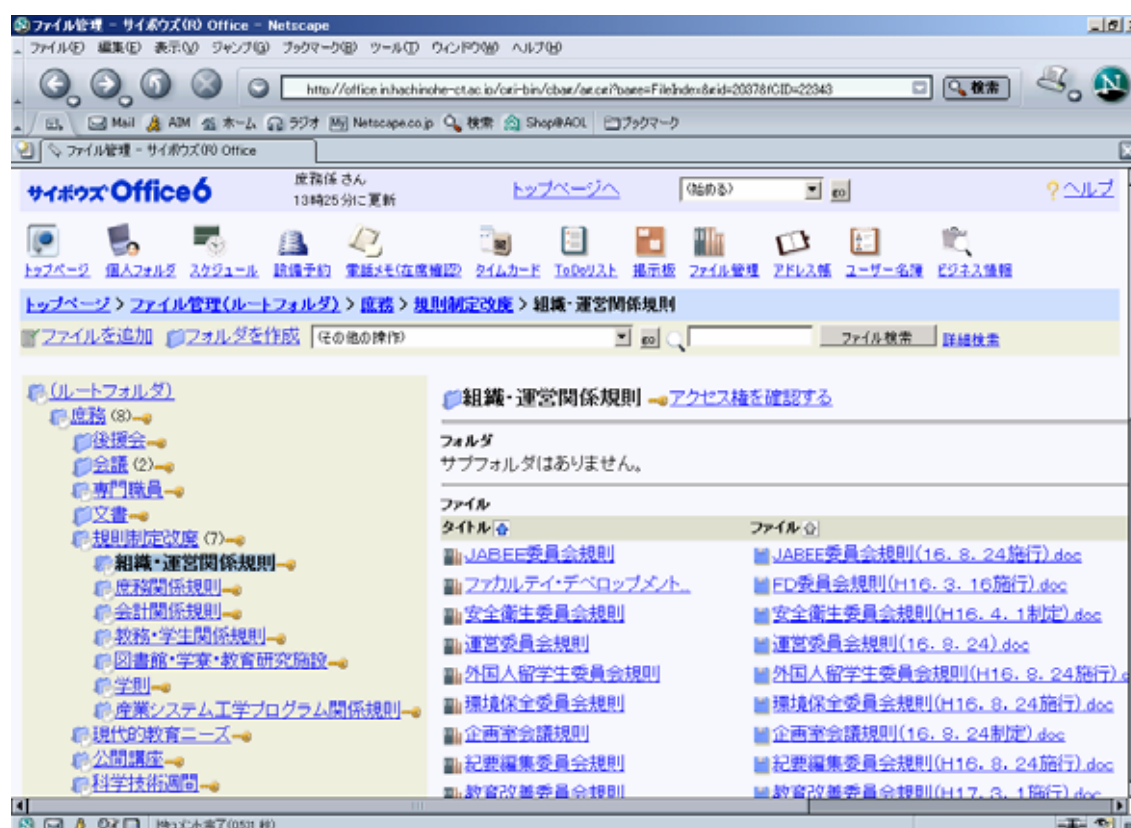 ファイル管理 - サイボウズ(R) Office - Netscape
ファイル(F) 編集(E) 表示(V) ジャンプ(G) ブックマーク(B) ツール(T) ウィンドウ(W) ヘルプ(H)
検索
Mail AIM ホーム ラジオ Netscape.co.jp 検索 Shop@AOL ブックマーク
ファイル管理 - サイボウズ(R) Office
サイボウズ Office6
庶務係 さん
13時25分に更新
トップページへ (始める) GO ?ヘルプ
トップページ 個人フォルダ スケジュール 設備予約 電話メモ(在席確認) タイムカード ToDoリスト 掲示板 ファイル管理 アドレス帳 ユーザー名簿 ビジネス情報
トップページ > ファイル管理(ルートフォルダ) > 庶務 > 規則制定改廃 > 組織・運営関係規則
ファイルを追加 フォルダを作成 (その他の操作) GO ファイル検索 詳細検索
(ルートフォルダ)
庶務 (8)
後援会
会議 (2)
専門職員
文書
規則制定改廃 (7)
組織・運営関係規則
庶務関係規則
会計関係規則
教務・学生関係規則
図書館・学寮・教育研究施設
学則
産業システム工学プログラム関係規則
現代的教育ニーズ
公開講座
科学技術週間
組織・運営関係規則 アクセス権を確認する
フォルダ
サブフォルダはありません。
ファイル
タイトル ファイル
JABEE委員会規則 JABEE委員会規則(16.8.24施行).doc
ファカルティ・デベロップメント.. FD委員会規則(H16.3.16施行).doc
安全衛生委員会規則 安全衛生委員会規則(H16.4.1制定).doc
運営委員会規則 運営委員会規則(16.8.24).doc
外国人留学生委員会規則 外国人留学生委員会規則(H16.8.24施行).d
環境保全委員会規則 環境保全委員会規則(H16.8.24施行).doc
企画室会議規則 企画室会議規則(16.8.24制定).doc
紀要編集委員会規則 紀要編集委員会規則(H16.8.24施行).doc
教育改善委員会規則 教育改善委員会規則(H17.3.1施行).doc